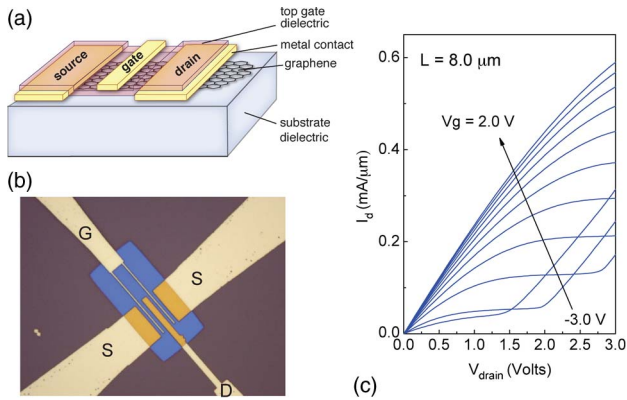 (a)
top gate
dielectric
metal contact
graphene
source
gate
drain
substrate
dielectric
(b)
G
S
S
D
(c)
0.6
0.4
0.2
0.0
I_d (mA/μm)
L = 8.0 μm
Vg = 2.0 V
-3.0 V
0.0 0.5 1.0 1.5 2.0 2.5 3.0
V_drain (Volts)